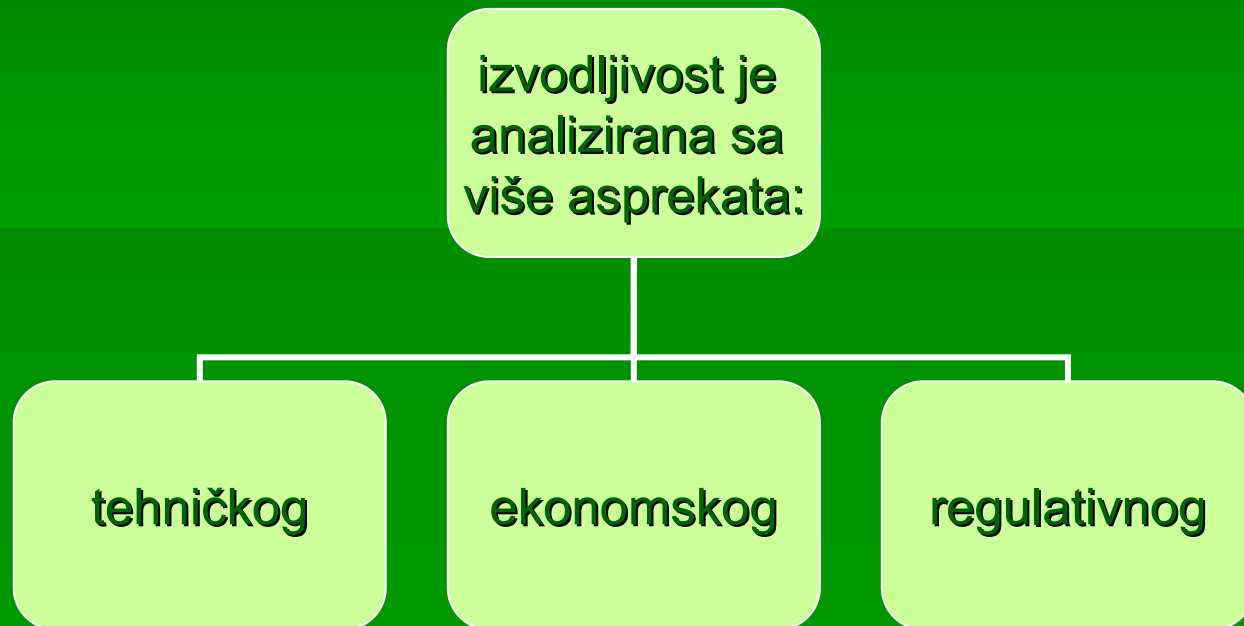 izvodljivost je
analizirana sa
više asprekata:
tehničkog
ekonomskog
regulativnog